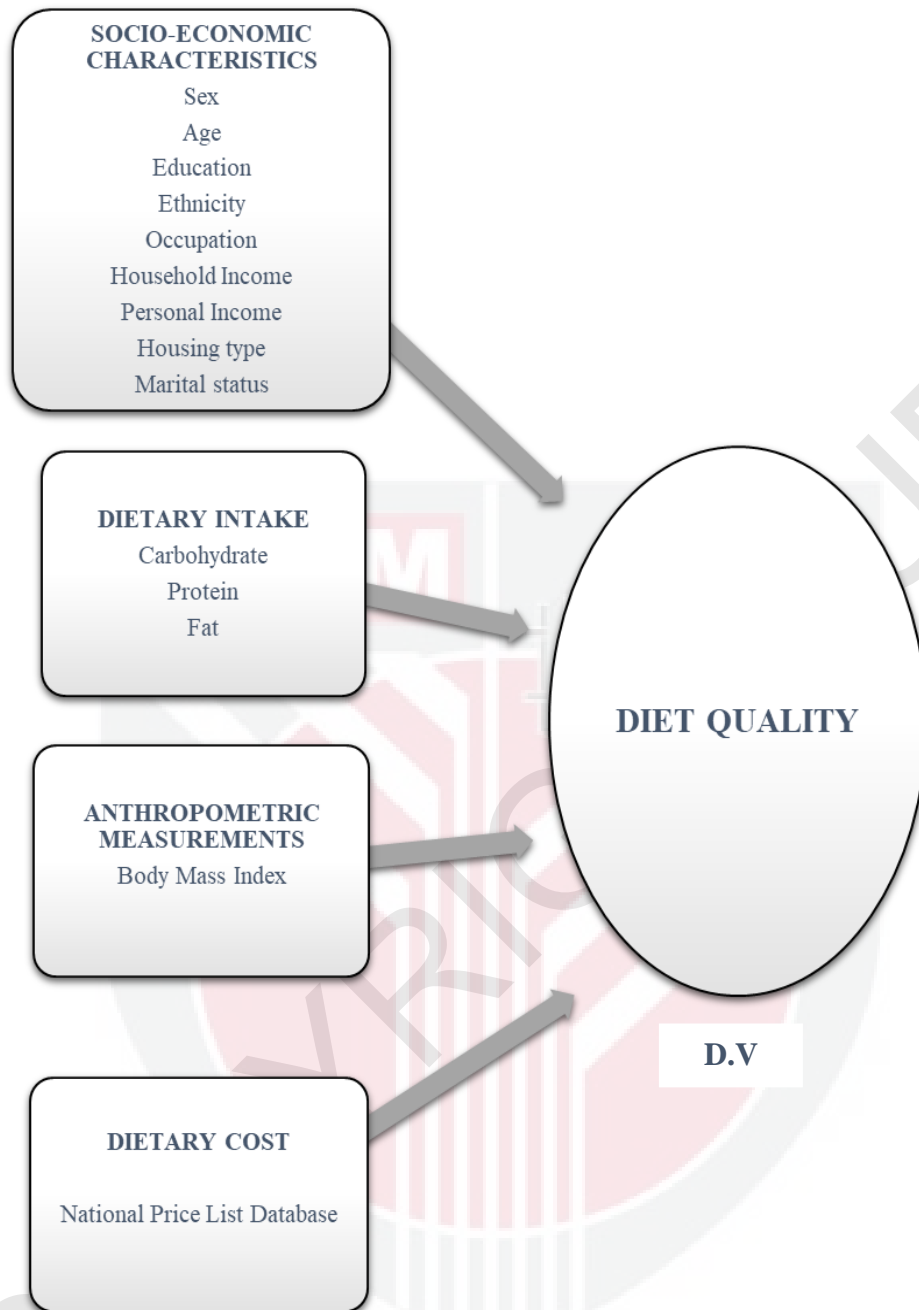 SOCIO-ECONOMIC
CHARACTERISTICS
Sex
Age
Education
Ethnicity
Occupation
Household Income
Personal Income
Housing type
Marital status
DIETARY INTAKE
Carbohydrate
Protein
Fat
ANTHROPOMETRIC
MEASUREMENTS
Body Mass Index
DIETARY COST
National Price List Database
DIET QUALITY
D.V